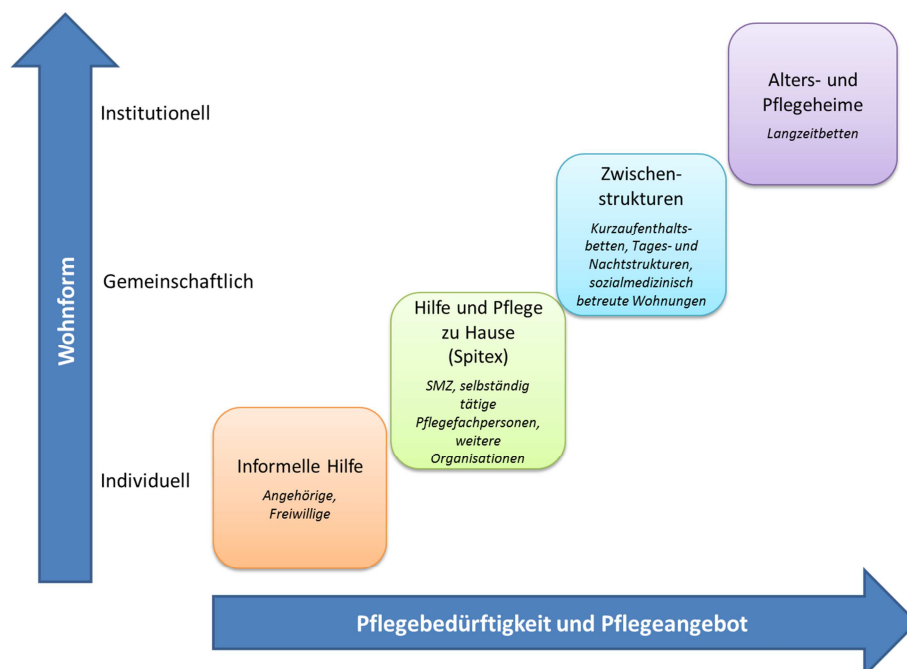 Alters- und
Pflegeheime
Langzeitbetten
Institutionell
Zwischen-
strukturen
Kurzaufenthalts-
betten, Tages- und
Nachtstrukturen,
sozialmedizinisch
betreute Wohnungen
Gemeinschaftlich
Wohnform
Hilfe und Pflege
zu Hause
(Spitex)
SMZ, selbständig
tätige
Pflegefachpersonen,
weitere
Organisationen
Individuell
Informelle Hilfe
Angehörige,
Freiwillige
Pflegebedürftigkeit und Pflegeangebot